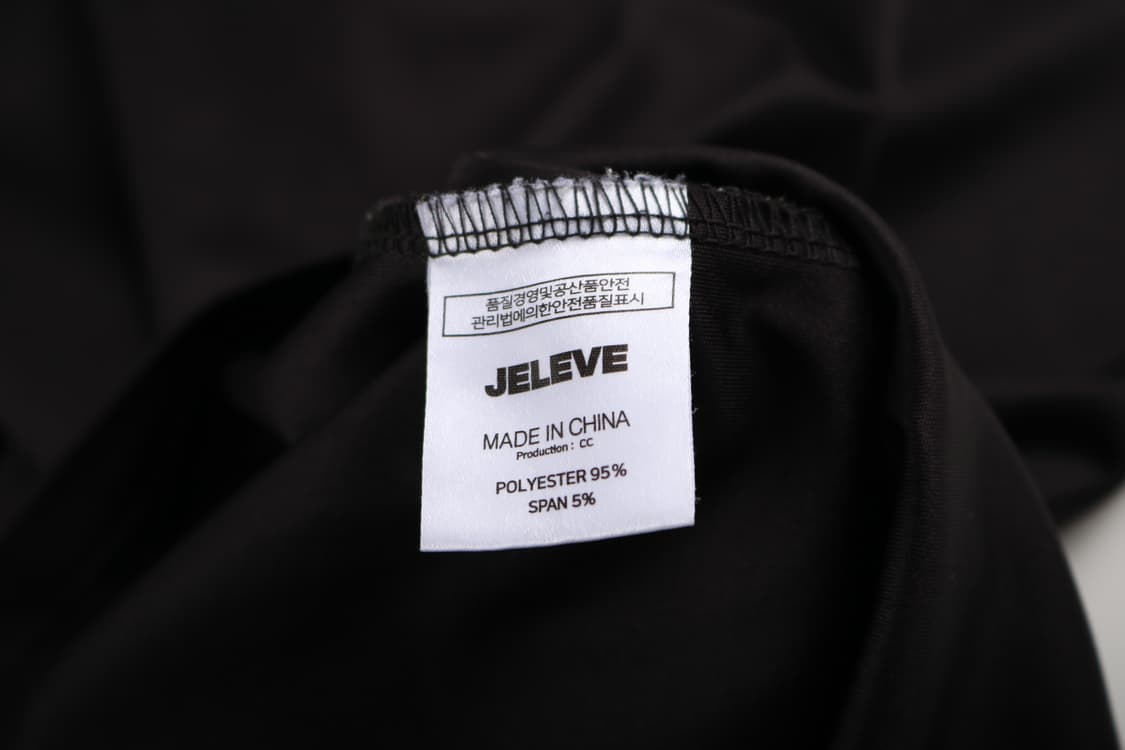 품질경영및공산품안전
관리법에의한안전품질표시
JELEVE
MADE IN CHINA
Production : CC
POLYESTER 95%
SPAN 5%